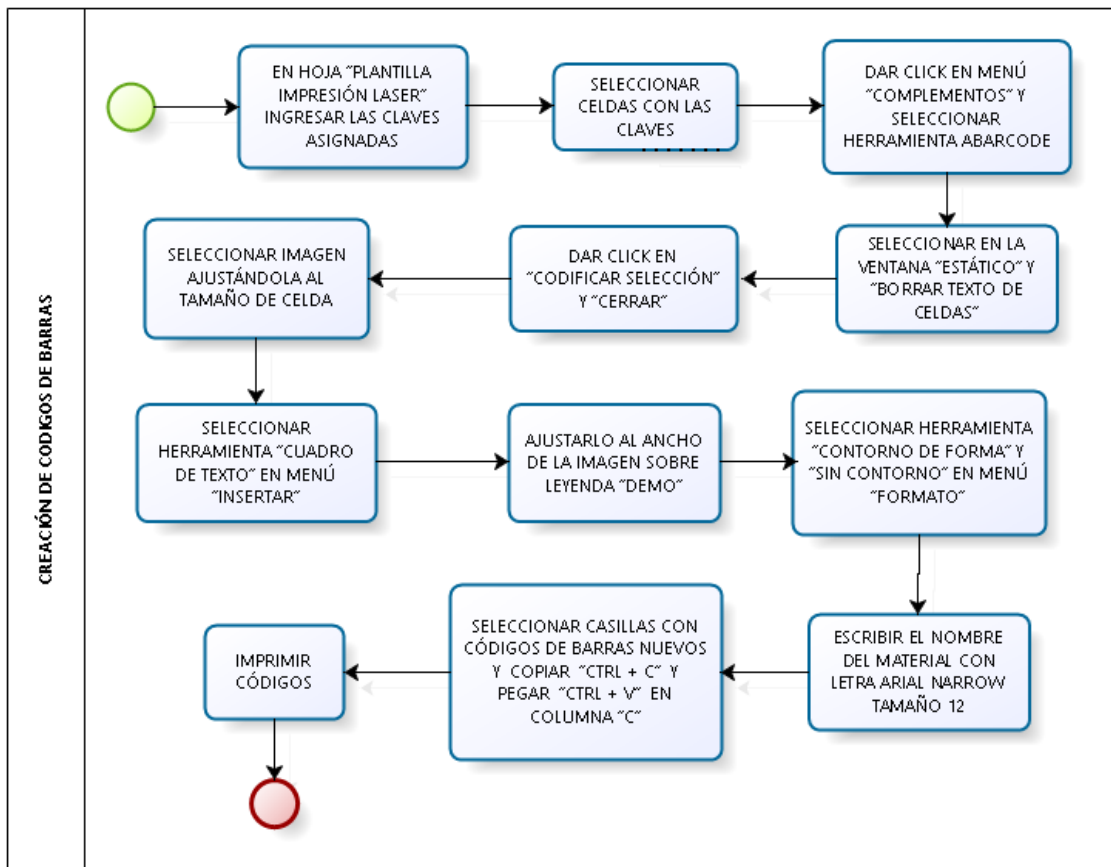 CREACIÓN DE CODIGOS DE BARRAS
EN HOJA "PLANTILLA
IMPRESIÓN LASER"
INGRESAR LAS CLAVES
ASIGNADAS
SELECCIONAR
CELDAS CON LAS
CLAVES
DAR CLICK EN MENÚ
"COMPLEMENTOS" Y
SELECCIONAR
HERRAMIENTA ABARCODE
SELECCIONAR EN LA
VENTANA "ESTÁTICO" Y
"BORRAR TEXTO DE
CELDAS"
DAR CLICK EN
"CODIFICAR SELECCIÓN"
Y "CERRAR"
SELECCIONAR IMAGEN
AJUSTÁNDOLA AL
TAMAÑO DE CELDA
SELECCIONAR
HERRAMIENTA "CUADRO
DE TEXTO" EN MENÚ
"INSERTAR"
AJUSTARLO AL ANCHO
DE LA IMAGEN SOBRE
LEYENDA "DEMO"
SELECCIONAR HERRAMIENTA
"CONTORNO DE FORMA" Y
"SIN CONTORNO" EN MENÚ
"FORMATO"
ESCRIBIR EL NOMBRE
DEL MATERIAL CON
LETRA ARIAL NARROW
TAMAÑO 12
SELECCIONAR CASILLAS CON
CÓDIGOS DE BARRAS NUEVOS
Y COPIAR "CTRL + C" Y
PEGAR "CTRL + V" EN
COLUMNA "C"
IMPRIMIR
CÓDIGOS